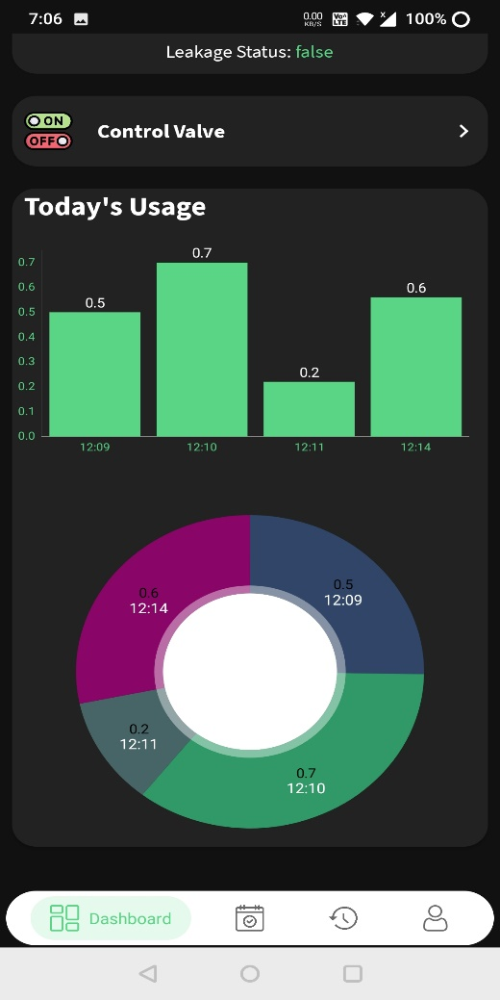 7:06
0.00
KB/S
Vo
LTE
x
100%
Leakage Status: false
ON
OFF
Control Valve
Today's Usage
0.7
0.6
0.5
0.4
0.3
0.2
0.1
0.0
0.5
0.7
0.2
0.6
12:09
12:10
12:11
12:14
0.6
12:14
0.5
12:09
0.2
12:11
0.7
12:10
Dashboard